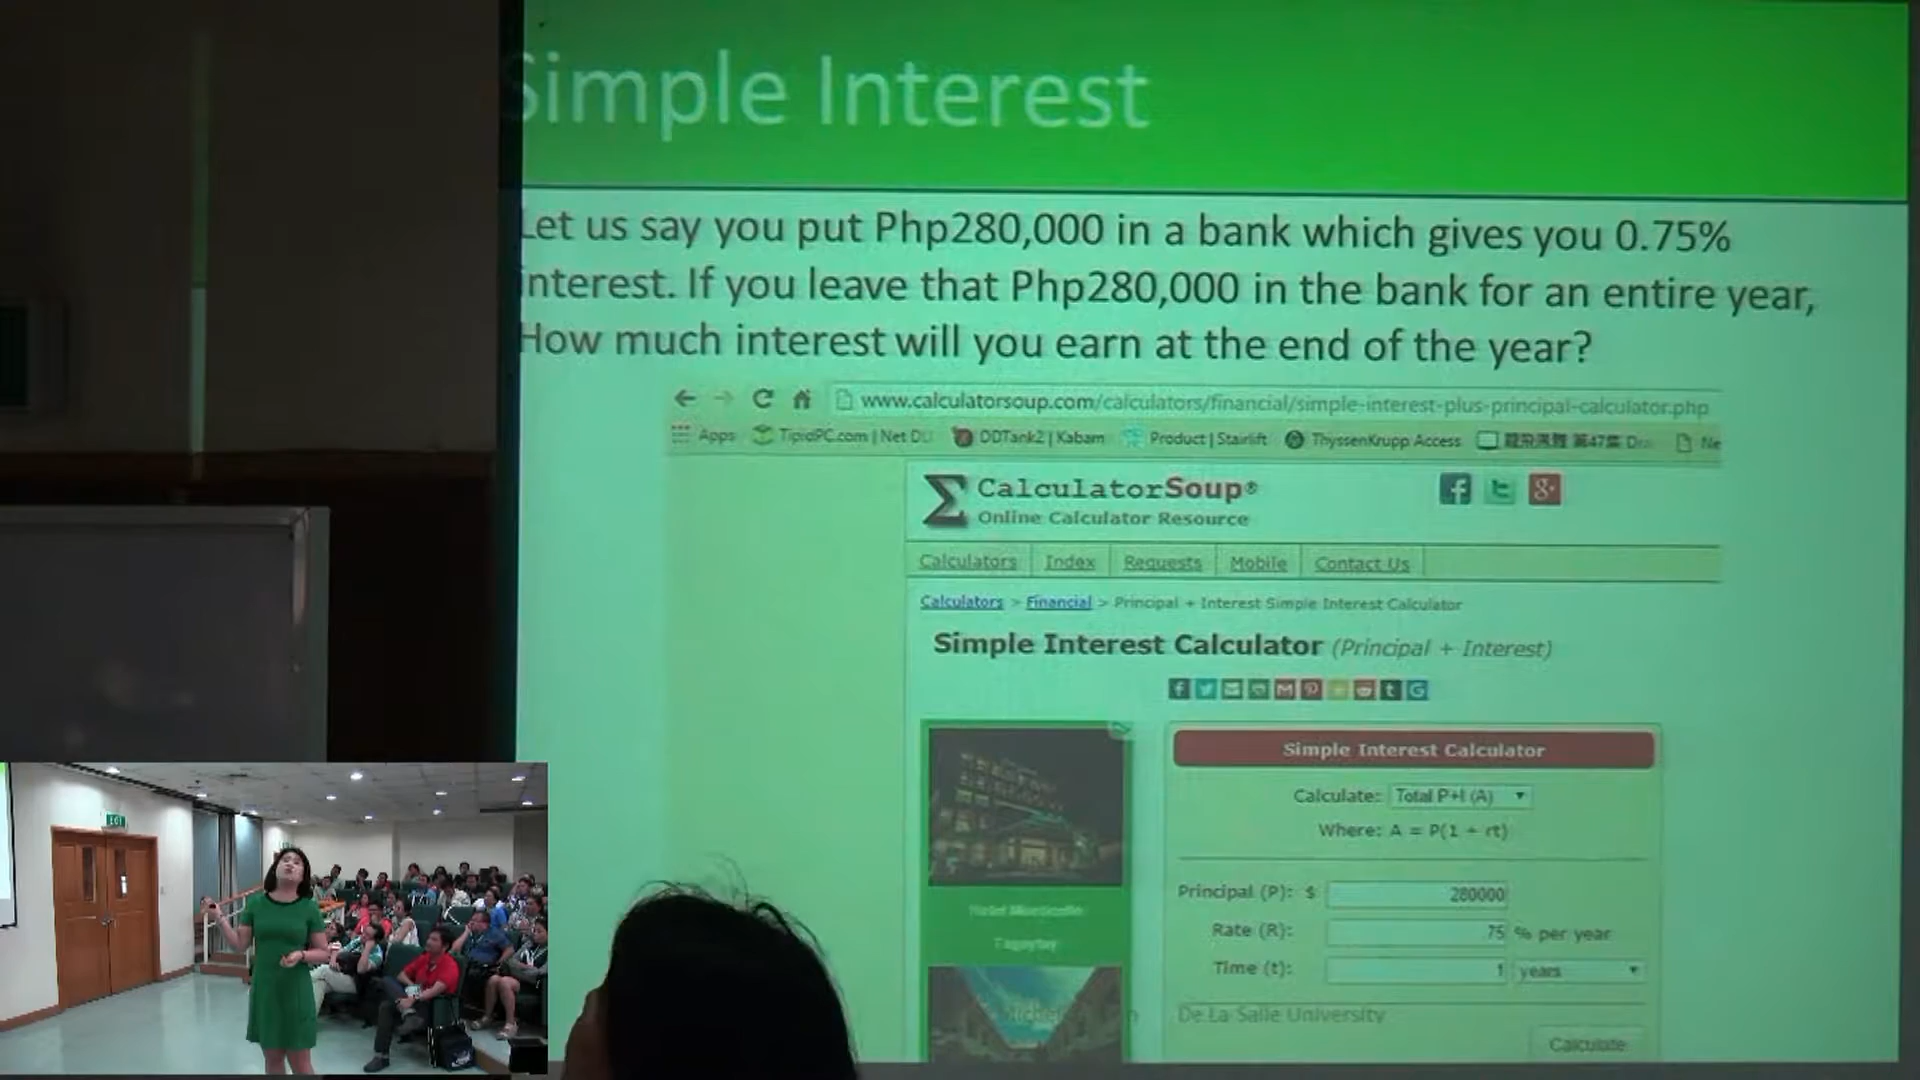 Simple Interest
Let us say you put Php280,000 in a bank which gives you 0.75%
interest. If you leave that Php280,000 in the bank for an entire year,
How much interest will you earn at the end of the year?
www.calculatorsoup.com/calculators/financial/simple-interest-plus-principal-calculator.php
Apps TipidPC.com | Net DDTank2 | Kabam Product | Stairlift ThyssenKrupp Access Ne
CalculatorSoup®
Online Calculator Resource
Calculators Index Requests Mobile Contact Us
Calculators > Financial > Principal + Interest Simple Interest Calculator
Simple Interest Calculator (Principal + Interest)
Simple Interest Calculator
Calculate: Total P+I (A)
Where: A = P(1 + rt)
Principal (P): $ 280000
Rate (R): 75 % per year
Time (t): 1 years
Tagaytay
De La Salle University
Calculate
EXIT